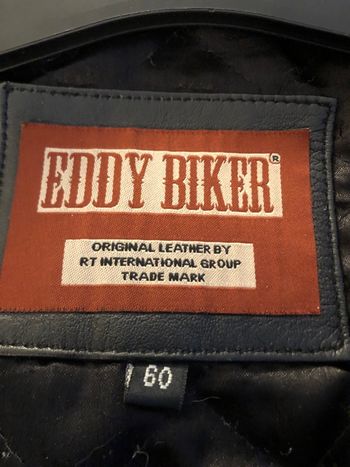 EDDY BIKER®
ORIGINAL LEATHER BY
RT INTERNATIONAL GROUP
TRADE MARK
60